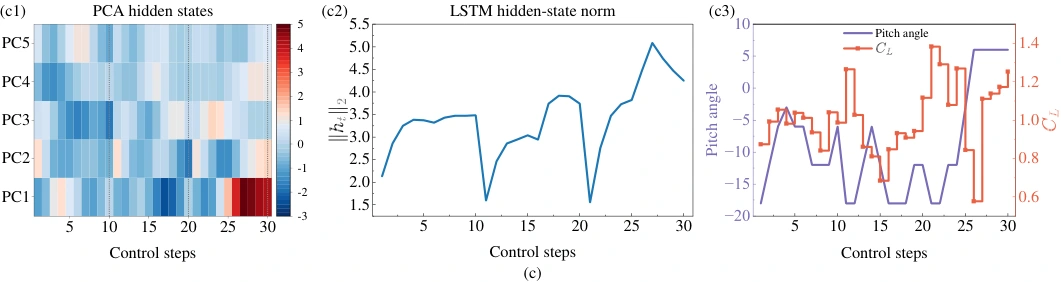 (c1)
PCA hidden states
PC5
PC4
PC3
PC2
PC1
5
10
15
20
25
30
Control steps
5
4
3
2
1
0
-1
-2
-3
(c2)
LSTM hidden-state norm
∥h_t∥_2
5.5
5.0
4.5
4.0
3.5
3.0
2.5
2.0
1.5
5
10
15
20
25
30
Control steps
(c)
(c3)
Pitch angle
C_L
Pitch angle
10
5
0
−5
−10
−15
−20
5
10
15
20
25
30
Control steps
1.4
1.2
1.0
0.8
0.6
C_L